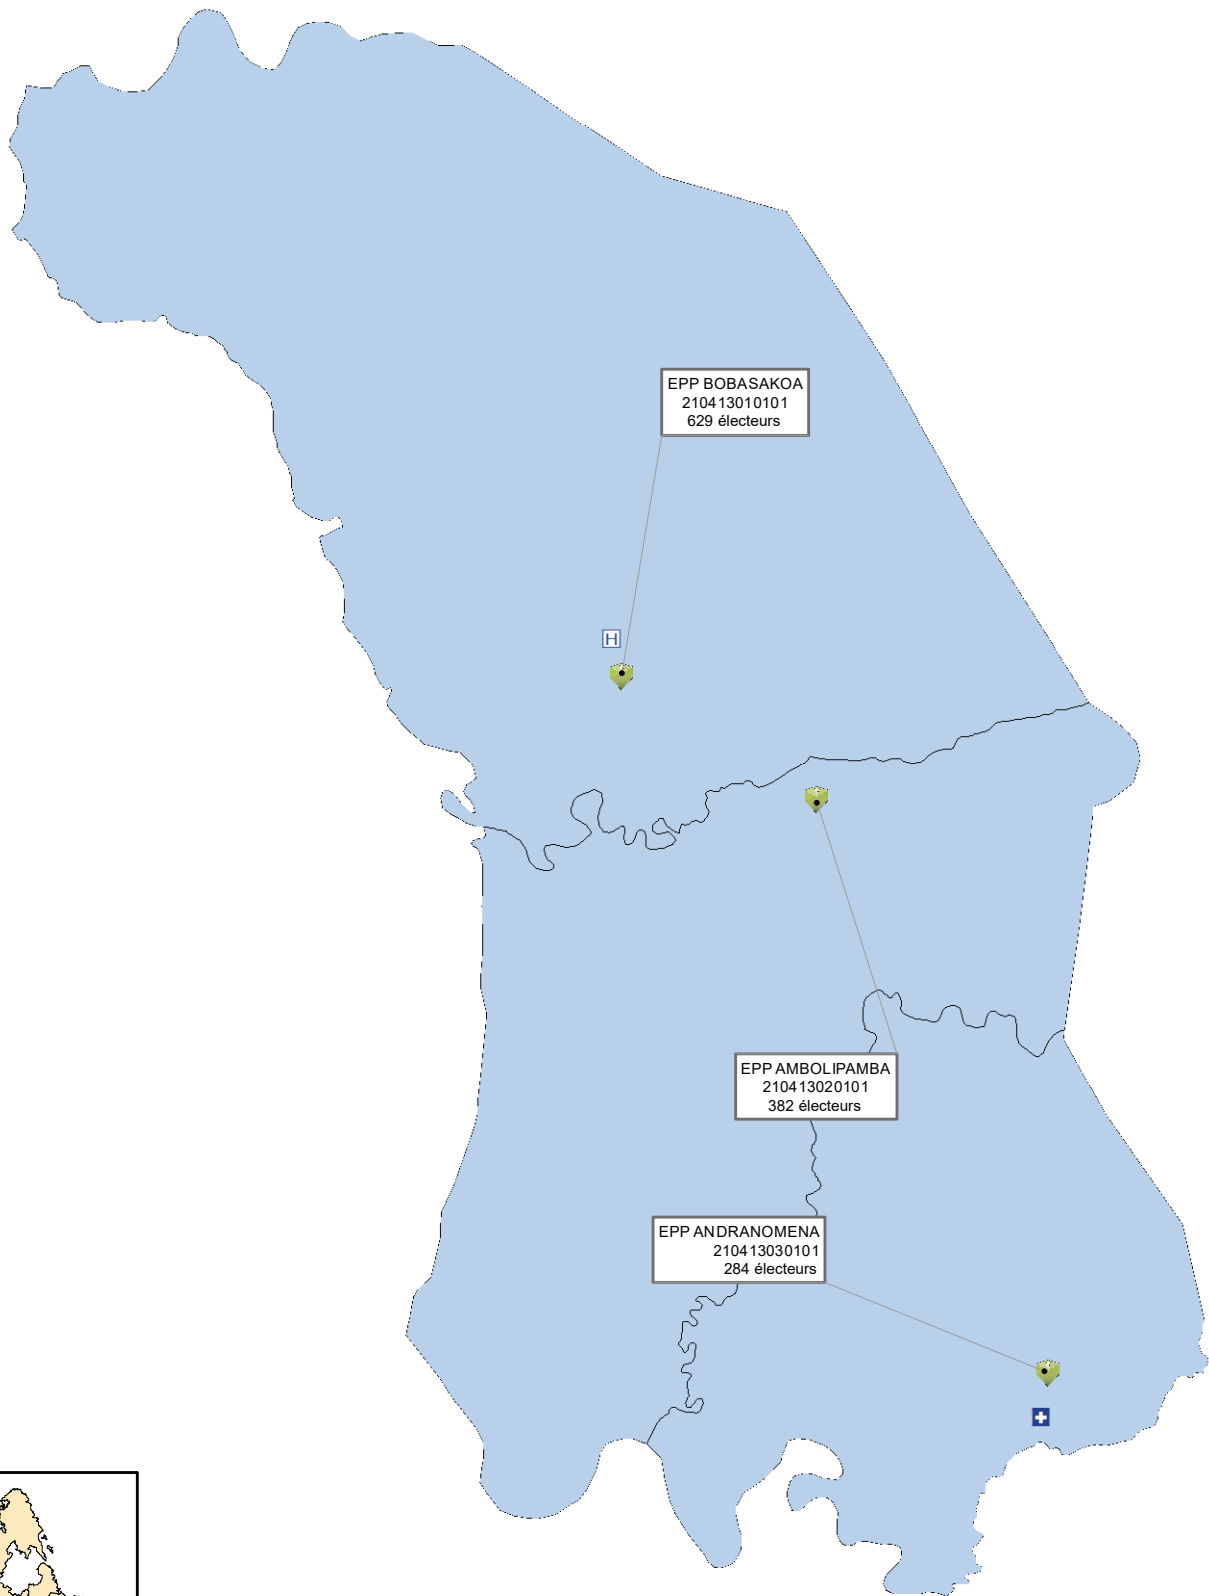 EPP BOBASAKOA
210413010101
629 électeurs
H
EPP AMBOLIPAMBA
210413020101
382 électeurs
EPP ANDRANOMENA
210413030101
284 électeurs